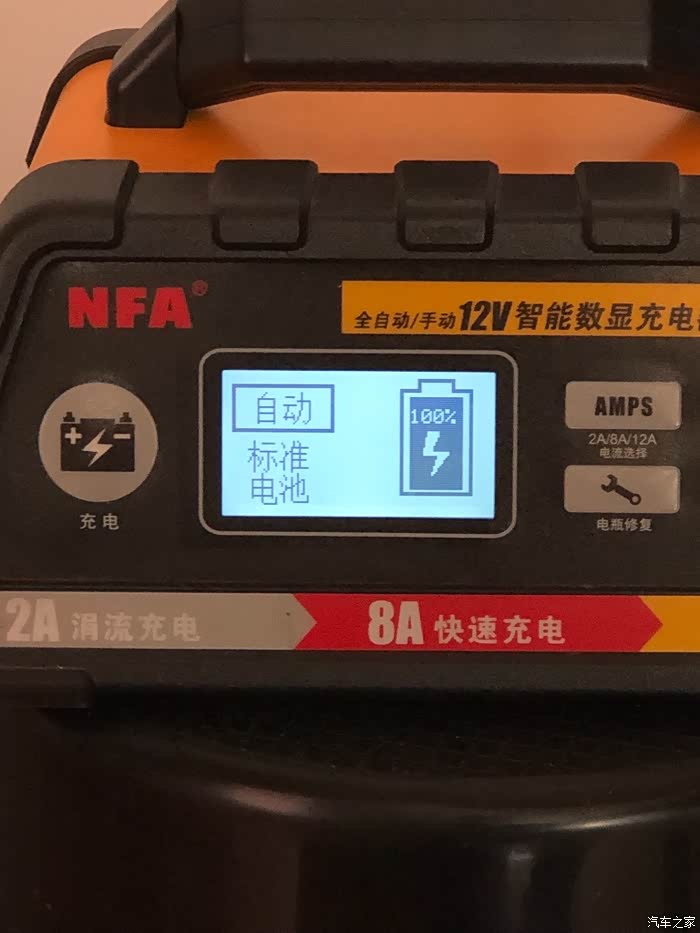 NFA®
全自动/手动12V智能数显充电
自动
标准
电池
100%
AMPS
2A/8A/12A
电流选择
充电
电瓶修复
2A 涓流充电
8A 快速充电
汽车之家